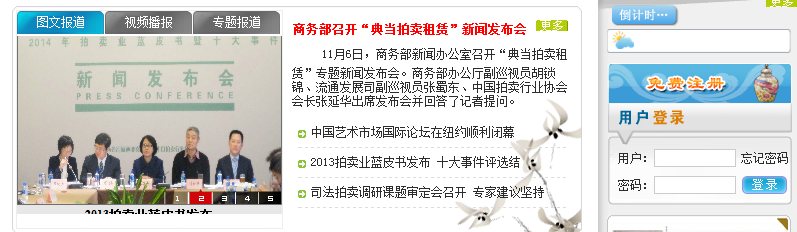 图文报道
视频播报
专题报道
2014 年 拍 卖 业 蓝 皮 书 暨 十 大 事 件
新 闻 发 布 会
PRESS CONFERENCE
1 2 3 4 5
2013拍卖业蓝皮书发布
商务部召开“典当拍卖租赁”新闻发布会
更多
11月6日，商务部新闻办公室召开“典当拍卖租
赁”专题新闻发布会。商务部办公厅副巡视员胡锁
锦、流通发展司副巡视员张蜀东、中国拍卖行业协会
会长张延华出席发布会并回答了记者提问。
中国艺术市场国际论坛在纽约顺利闭幕
2013拍卖业蓝皮书发布 十大事件评选结
司法拍卖调研课题审定会召开 专家建议坚持
更多
倒计时…
免费注册
用户登录
用户：
忘记密码
密码：
登录